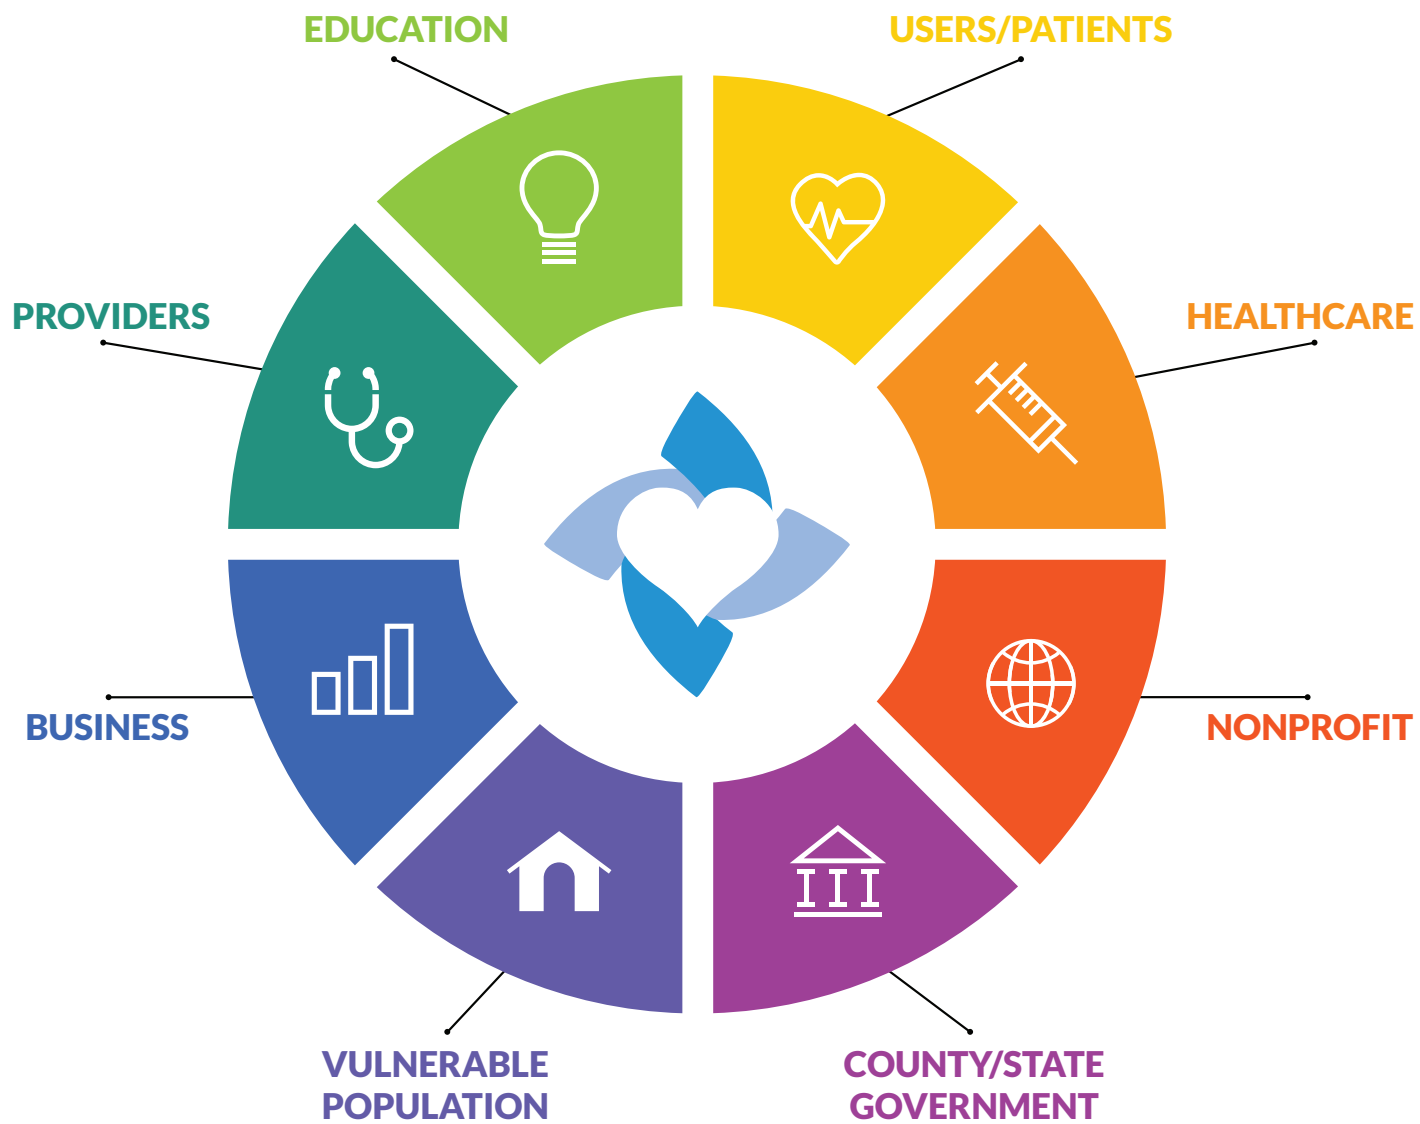 EDUCATION
USERS/PATIENTS
PROVIDERS
HEALTHCARE
BUSINESS
NONPROFIT
VULNERABLE
POPULATION
COUNTY/STATE
GOVERNMENT